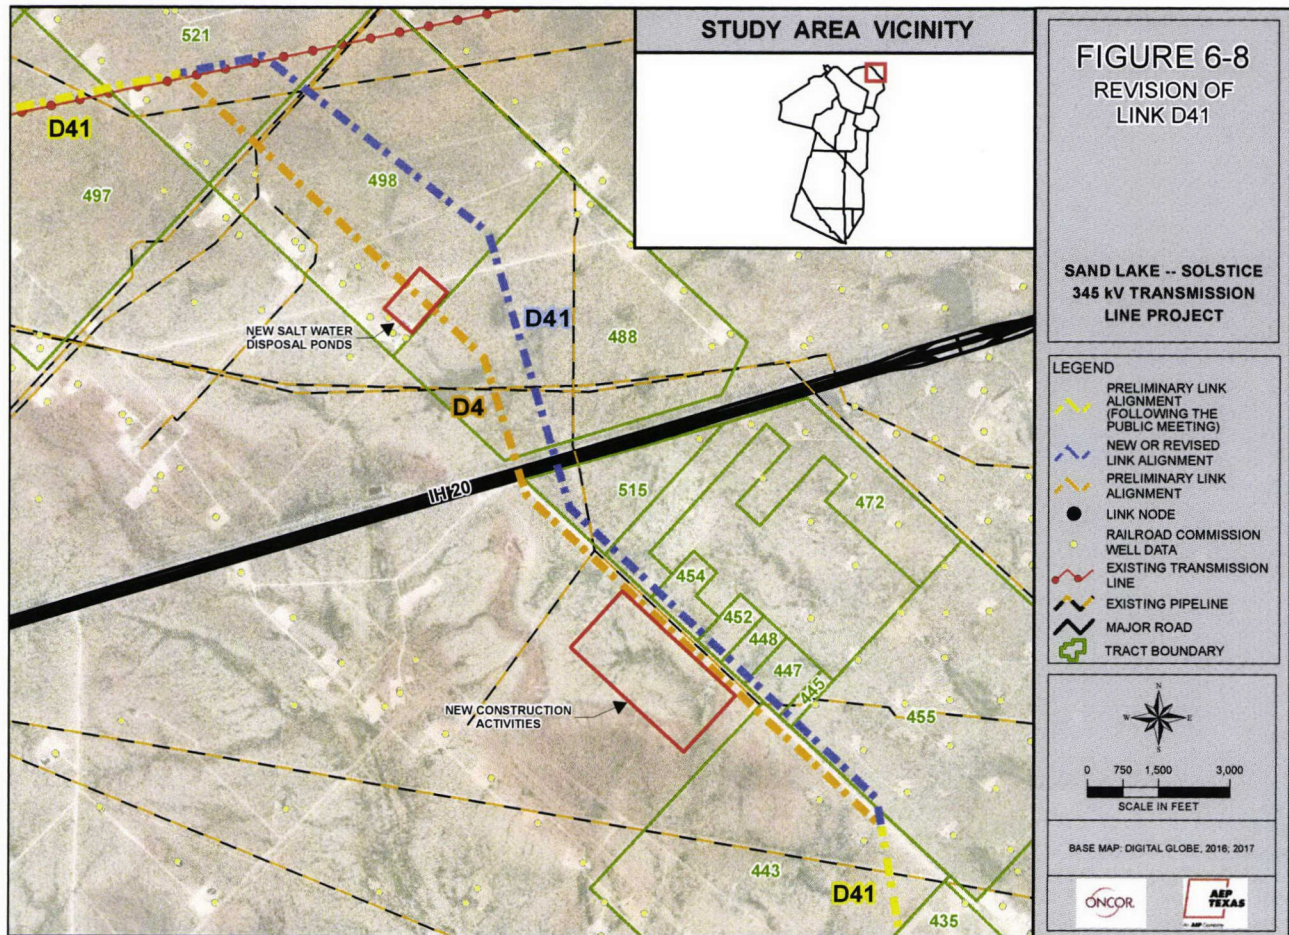 521
D41
497
498
NEW SALT WATER
DISPOSAL PONDS
D41
488
D4
IH 20
515
472
454
452
448
447
445
455
NEW CONSTRUCTION
ACTIVITIES
443
D41
435
STUDY AREA VICINITY
FIGURE 6-8
REVISION OF
LINK D41
SAND LAKE -- SOLSTICE
345 kV TRANSMISSION
LINE PROJECT
LEGEND
PRELIMINARY LINK
ALIGNMENT
(FOLLOWING THE
PUBLIC MEETING)
NEW OR REVISED
LINK ALIGNMENT
PRELIMINARY LINK
ALIGNMENT
LINK NODE
RAILROAD COMMISSION
WELL DATA
EXISTING TRANSMISSION
LINE
EXISTING PIPELINE
MAJOR ROAD
TRACT BOUNDARY
N
W E
S
0 750 1,500 3,000
SCALE IN FEET
BASE MAP: DIGITAL GLOBE, 2016; 2017
ONCOR
AEP
TEXAS
An AEP Company